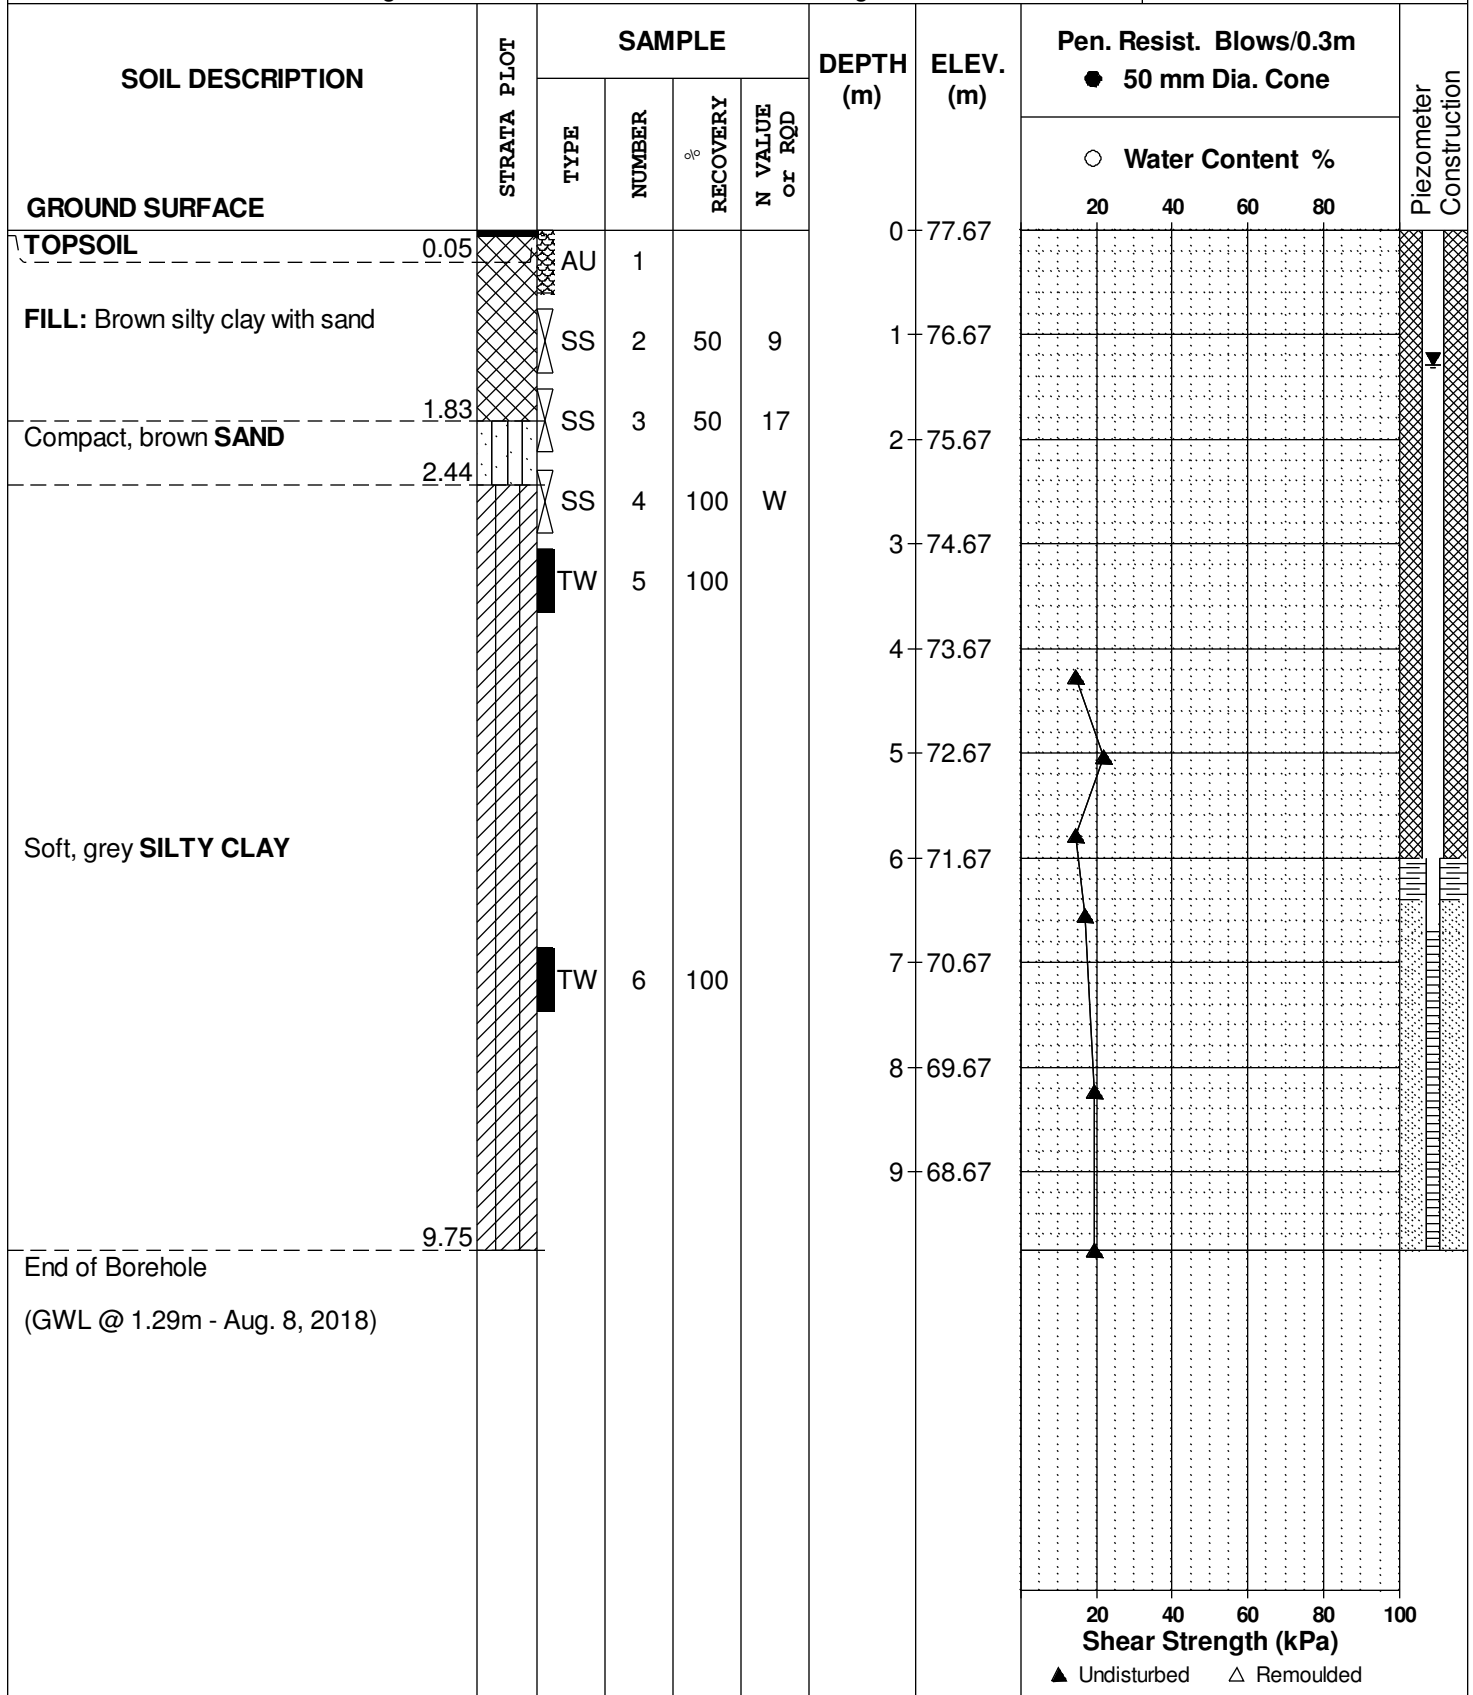 SOIL DESCRIPTION
GROUND SURFACE
STRATA PLOT
SAMPLE
TYPE
NUMBER
% RECOVERY
N VALUE or RQD
DEPTH (m)
ELEV. (m)
Pen. Resist. Blows/0.3m
● 50 mm Dia. Cone
○ Water Content %
20 40 60 80
Piezometer Construction
TOPSOIL 0.05
FILL: Brown silty clay with sand
1.83
Compact, brown SAND
2.44
Soft, grey SILTY CLAY
9.75
End of Borehole
(GWL @ 1.29m - Aug. 8, 2018)
AU 1
SS 2 50 9
SS 3 50 17
SS 4 100 W
TW 5 100
TW 6 100
0 77.67
1 76.67
2 75.67
3 74.67
4 73.67
5 72.67
6 71.67
7 70.67
8 69.67
9 68.67
20 40 60 80 100
Shear Strength (kPa)
▲ Undisturbed △ Remoulded